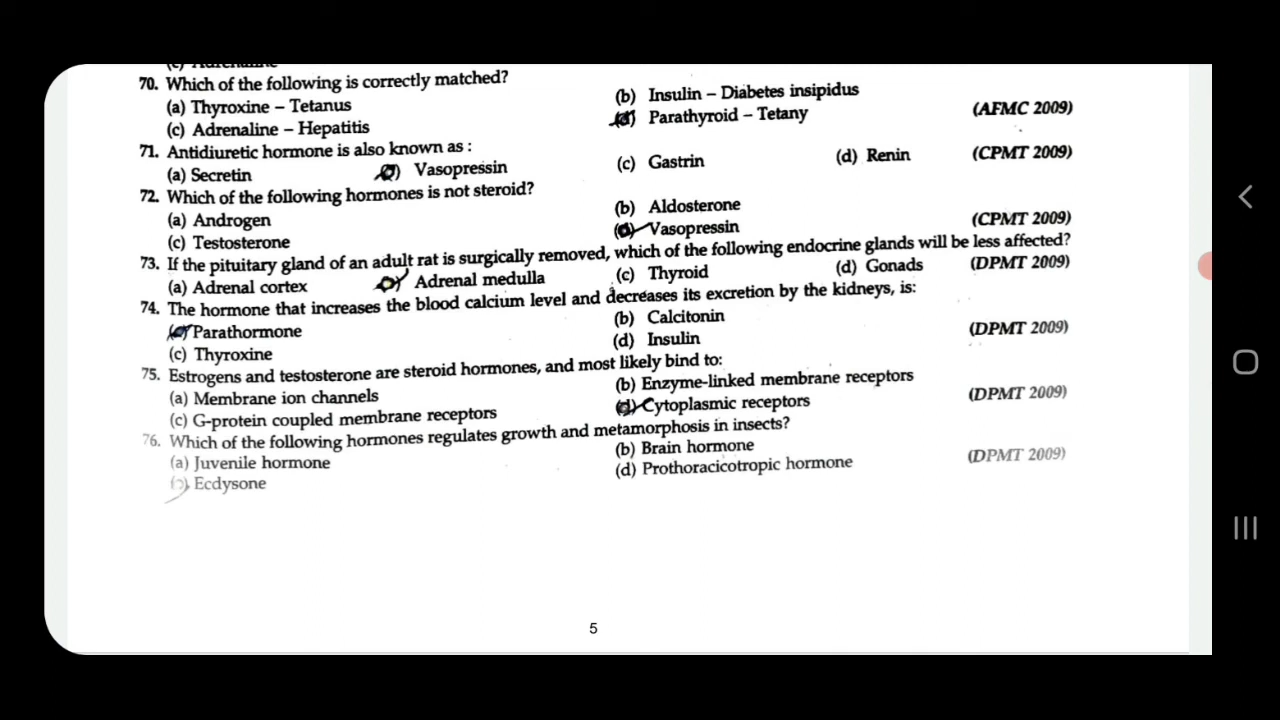 (c) Adrenaline
70. Which of the following is correctly matched?
(a) Thyroxine – Tetanus
(b) Insulin – Diabetes insipidus
(c) Adrenaline – Hepatitis
(d) Parathyroid – Tetany (AFMC 2009)
71. Antidiuretic hormone is also known as :
(a) Secretin (b) Vasopressin (c) Gastrin (d) Renin (CPMT 2009)
72. Which of the following hormones is not steroid?
(a) Androgen (b) Aldosterone
(c) Testosterone (d) Vasopressin (CPMT 2009)
73. If the pituitary gland of an adult rat is surgically removed, which of the following endocrine glands will be less affected?
(a) Adrenal cortex (b) Adrenal medulla (c) Thyroid (d) Gonads (DPMT 2009)
74. The hormone that increases the blood calcium level and decreases its excretion by the kidneys, is:
(a) Parathormone (b) Calcitonin
(c) Thyroxine (d) Insulin (DPMT 2009)
75. Estrogens and testosterone are steroid hormones, and most likely bind to:
(a) Membrane ion channels (b) Enzyme-linked membrane receptors
(c) G-protein coupled membrane receptors (d) Cytoplasmic receptors (DPMT 2009)
76. Which of the following hormones regulates growth and metamorphosis in insects?
(a) Juvenile hormone (b) Brain hormone
(c) Ecdysone (d) Prothoracicotropic hormone (DPMT 2009)
5